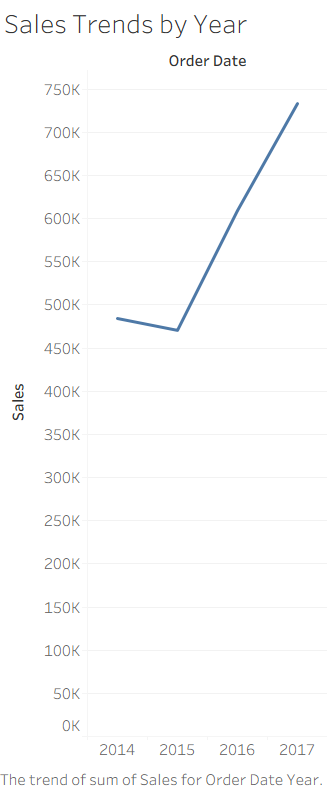 Sales Trends by Year
Order Date
750K
700K
650K
600K
550K
500K
450K
400K
350K
300K
250K
200K
150K
100K
50K
0K
Sales
2014 2015 2016 2017
The trend of sum of Sales for Order Date Year.